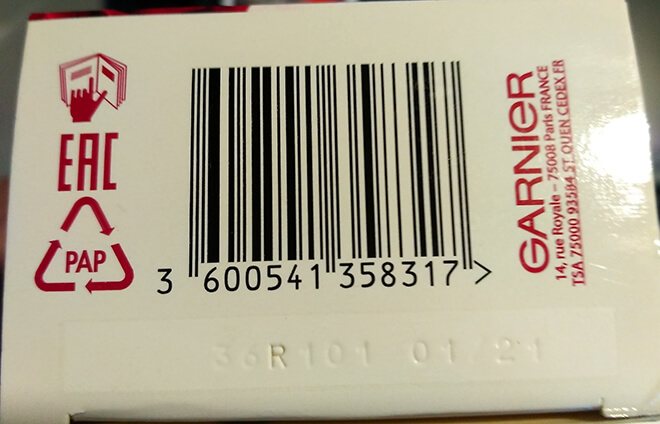 EAC
PAP
3 600541 358317 >
GARNIER
14, rue Royale – 75008 Paris FRANCE
TSA 75000 93584 ST OUEN CEDEX FR
36R101 01/21